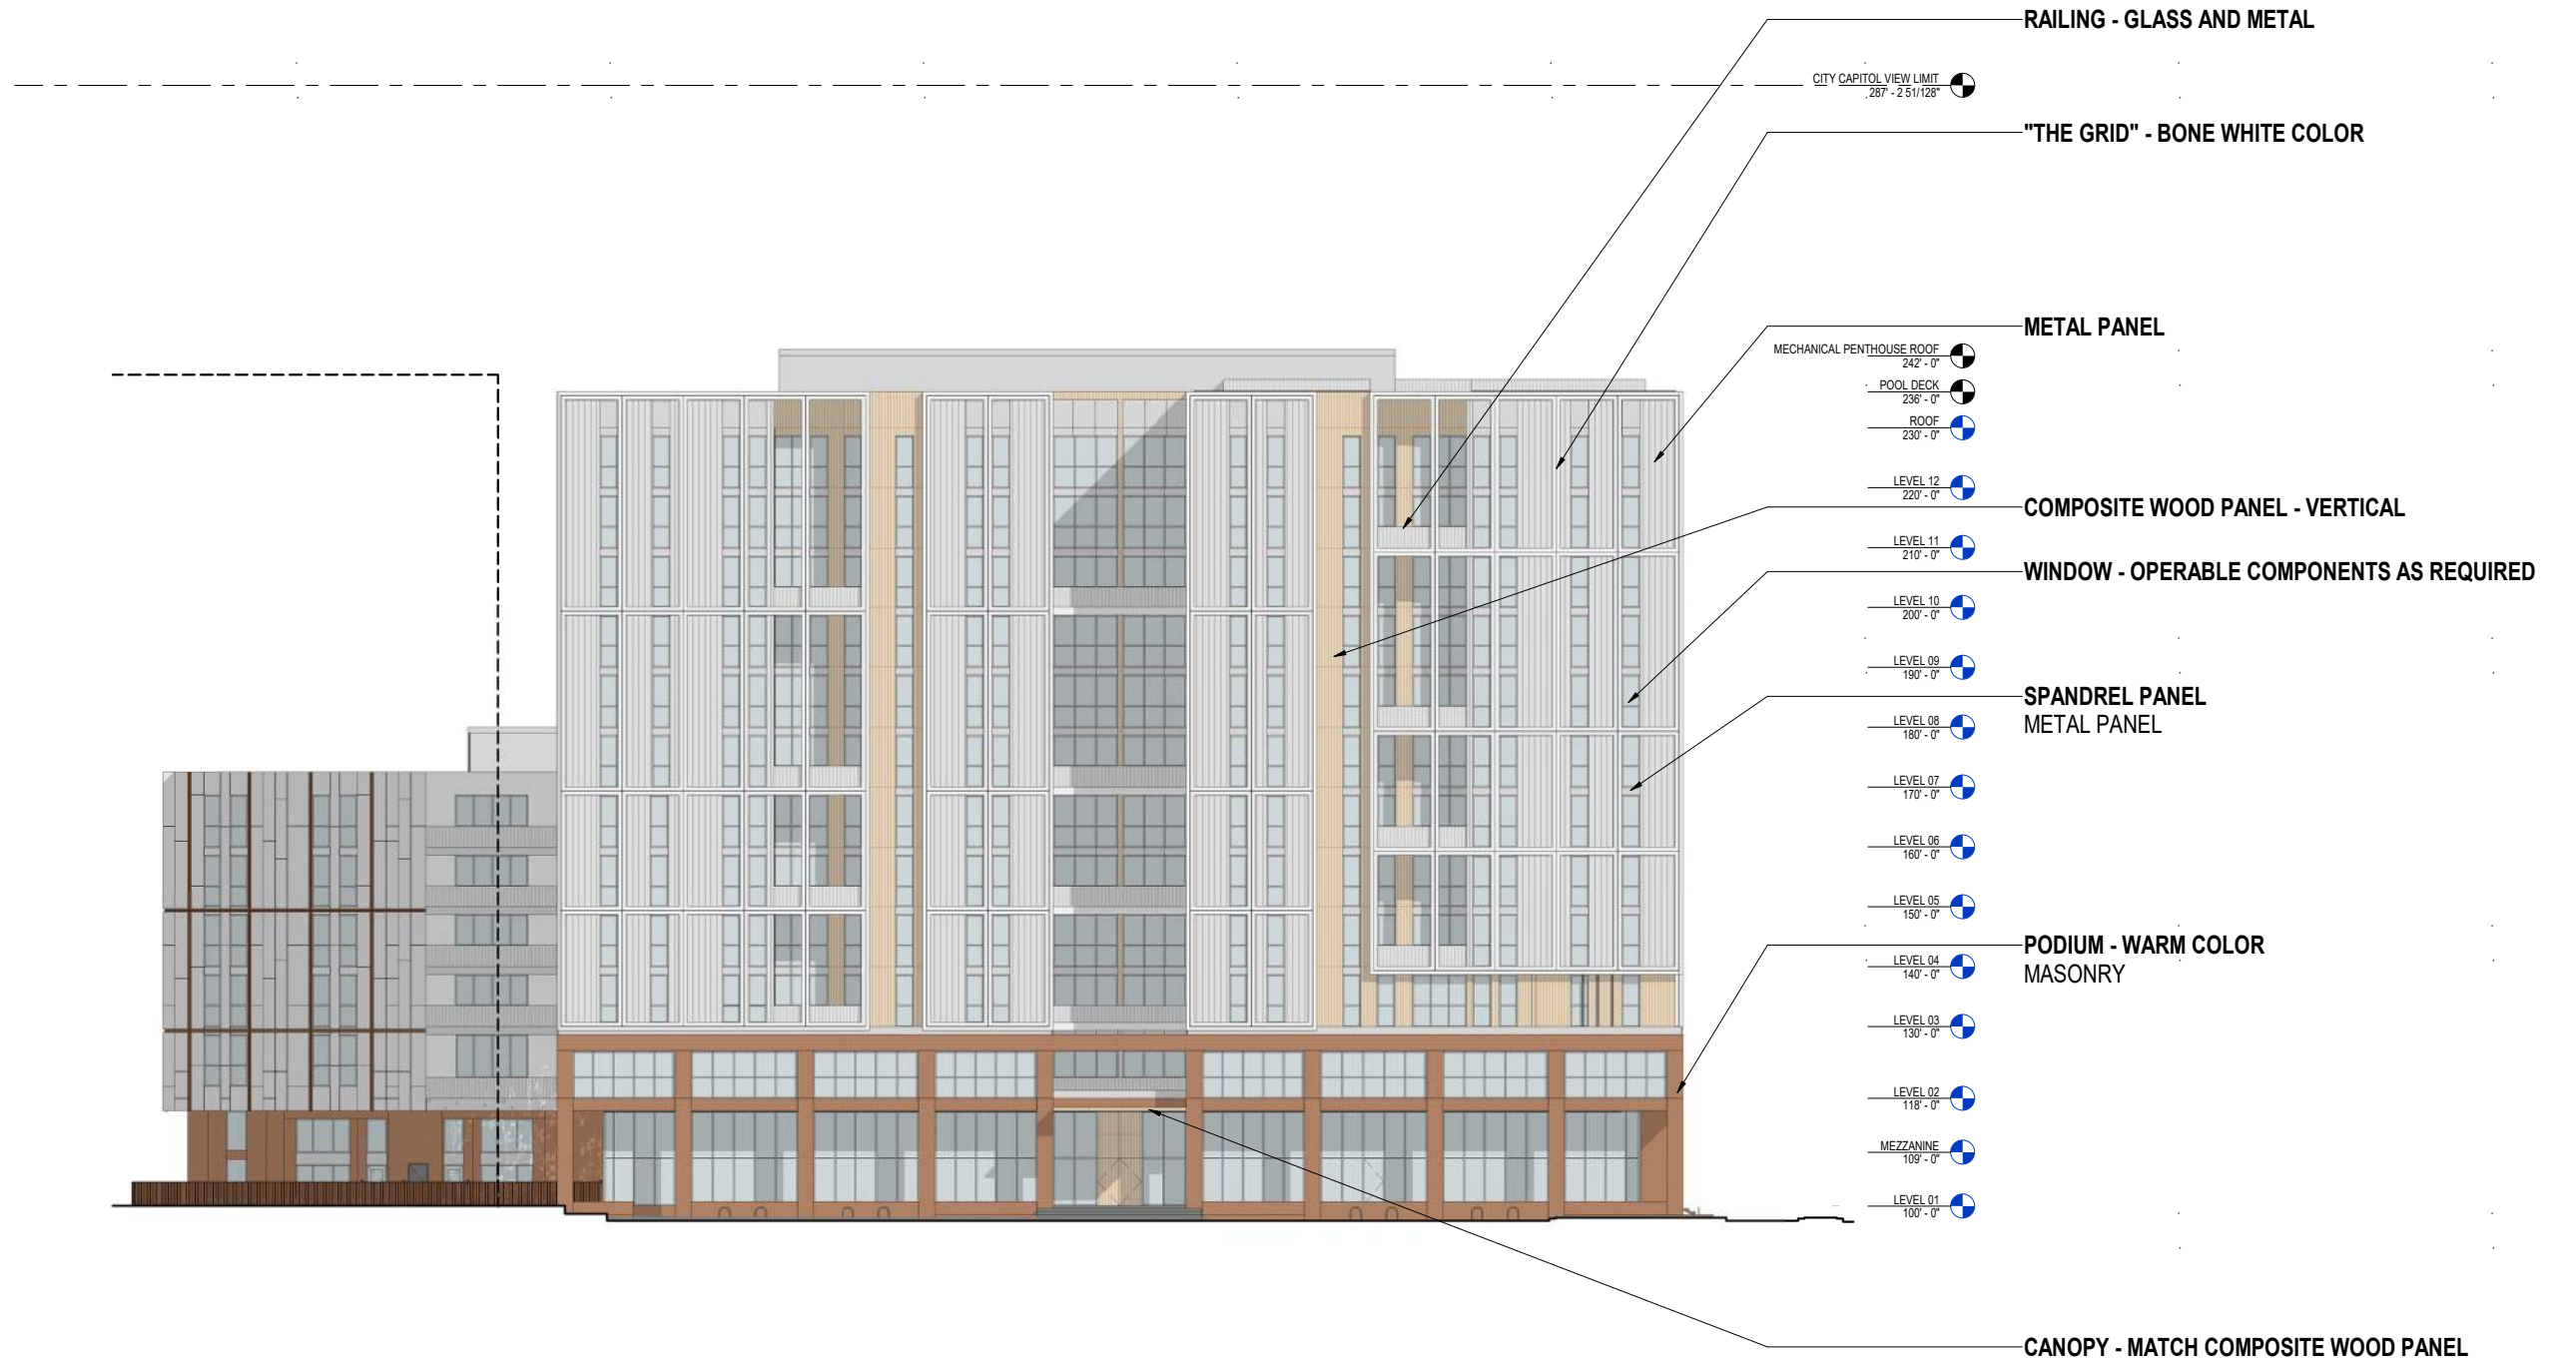 RAILING - GLASS AND METAL
CITY CAPITOL VIEW LIMIT
287' - 2 51/128"
"THE GRID" - BONE WHITE COLOR
METAL PANEL
MECHANICAL PENTHOUSE ROOF
242' - 0"
POOL DECK
236' - 0"
ROOF
230' - 0"
LEVEL 12
220' - 0"
COMPOSITE WOOD PANEL - VERTICAL
LEVEL 11
210' - 0"
WINDOW - OPERABLE COMPONENTS AS REQUIRED
LEVEL 10
200' - 0"
LEVEL 09
190' - 0"
SPANDREL PANEL
METAL PANEL
LEVEL 08
180' - 0"
LEVEL 07
170' - 0"
LEVEL 06
160' - 0"
LEVEL 05
150' - 0"
PODIUM - WARM COLOR
MASONRY
LEVEL 04
140' - 0"
LEVEL 03
130' - 0"
LEVEL 02
118' - 0"
MEZZANINE
109' - 0"
LEVEL 01
100' - 0"
CANOPY - MATCH COMPOSITE WOOD PANEL